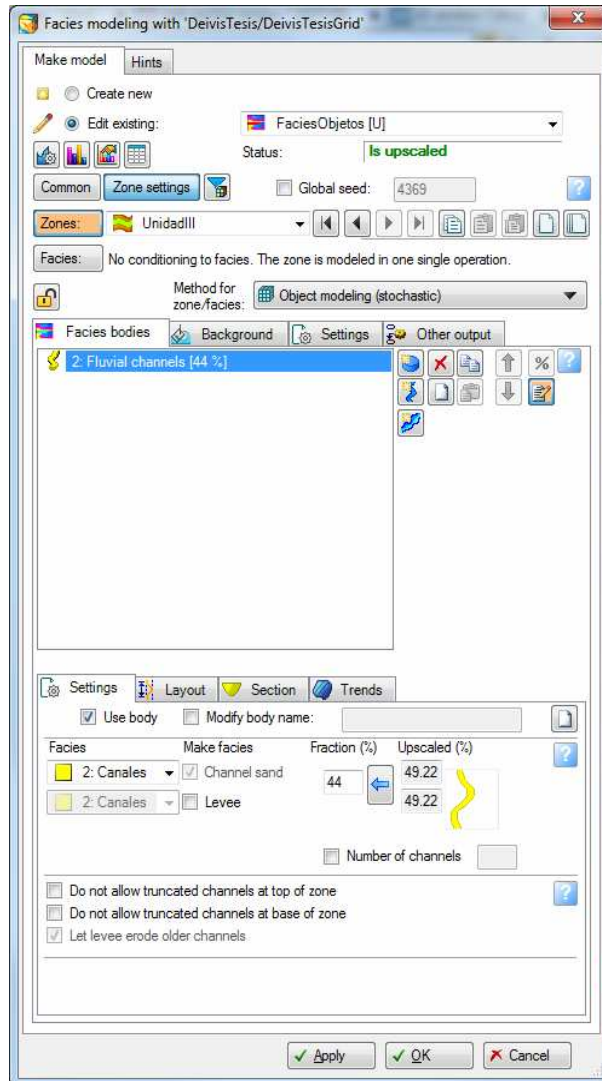 Facies modeling with 'DeivisTesis/DeivisTesisGrid'
Make model Hints
Create new
Edit existing: FaciesObjetos [U]
Status: Is upscaled
Common Zone settings Global seed: 4369 ?
Zones: UnidadIII
Facies: No conditioning to facies. The zone is modeled in one single operation.
Method for zone/facies: Object modeling (stochastic)
Facies bodies Background Settings Other output
2: Fluvial channels [44 %] % ?
Settings Layout Section Trends
Use body Modify body name:
Facies Make facies Fraction (%) Upscaled (%) ?
2: Canales Channel sand 44 49.22
2: Canales Levee 49.22
Number of channels
Do not allow truncated channels at top of zone ?
Do not allow truncated channels at base of zone
Let levee erode older channels
Apply OK Cancel